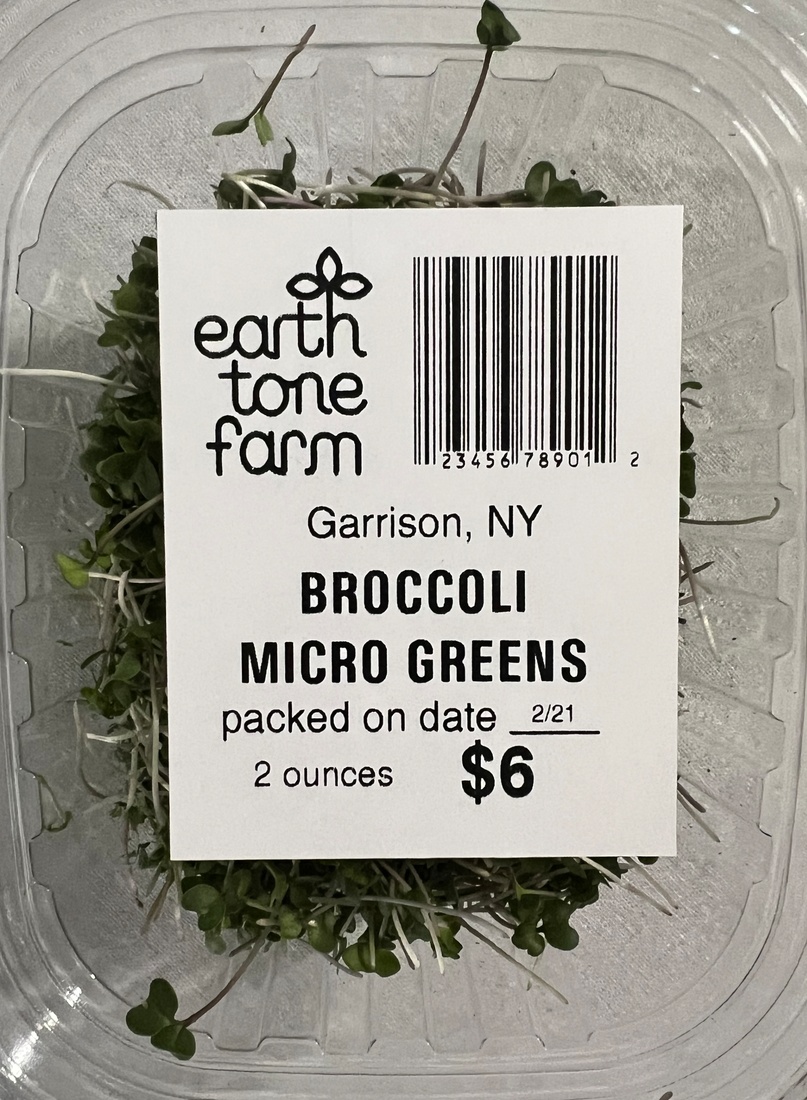 earth
tone
farm
23456 78901 2
Garrison, NY
BROCCOLI
MICRO GREENS
packed on date 2/21
2 ounces $6